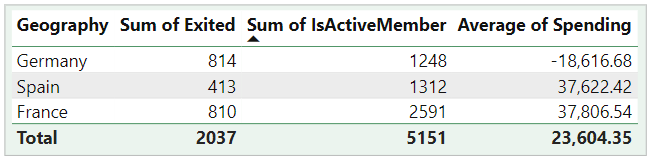 Geography Sum of Exited Sum of IsActiveMember Average of Spending
Germany 814 1248 -18,616.68
Spain 413 1312 37,622.42
France 810 2591 37,806.54
Total 2037 5151 23,604.35